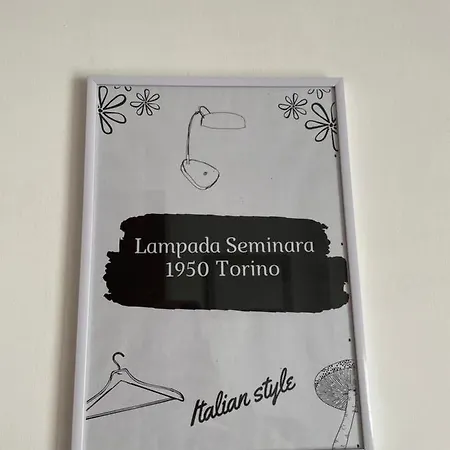 Lampada Seminara
1950 Torino
Italian style